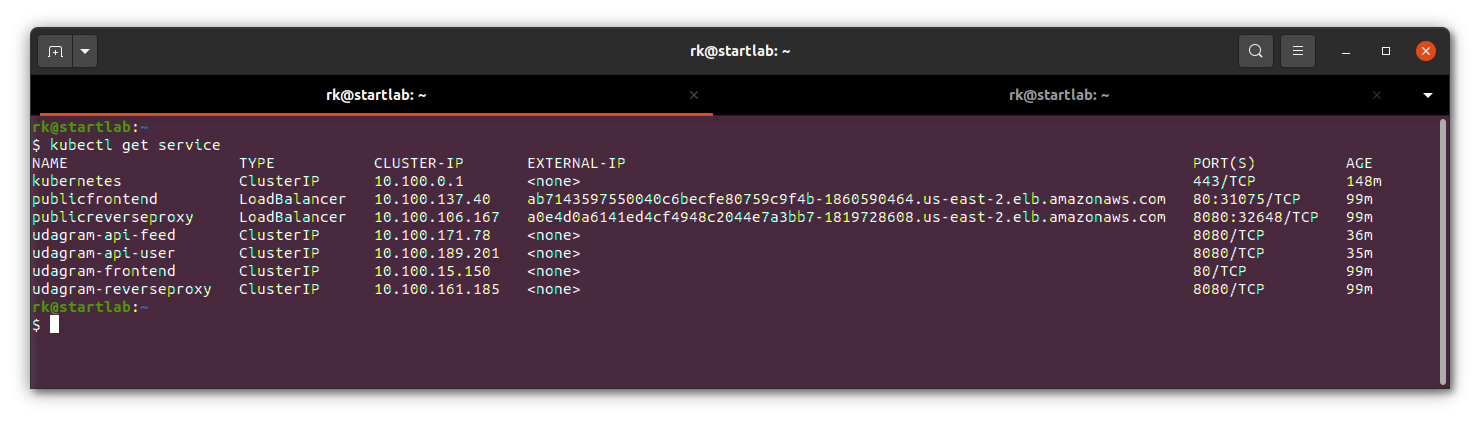 rk@startlab: ~
rk@startlab: ~ rk@startlab: ~
rk@startlab:~
$ kubectl get service
NAME TYPE CLUSTER-IP EXTERNAL-IP PORT(S) AGE
kubernetes ClusterIP 10.100.0.1 <none> 443/TCP 148m
publicfrontend LoadBalancer 10.100.137.40 ab7143597550040c6becfe80759c9f4b-1860590464.us-east-2.elb.amazonaws.com 80:31075/TCP 99m
publicreverseproxy LoadBalancer 10.100.106.167 a0e4d0a6141ed4cf4948c2044e7a3bb7-1819728608.us-east-2.elb.amazonaws.com 8080:32648/TCP 99m
udagram-api-feed ClusterIP 10.100.171.78 <none> 8080/TCP 36m
udagram-api-user ClusterIP 10.100.189.201 <none> 8080/TCP 35m
udagram-frontend ClusterIP 10.100.15.150 <none> 80/TCP 99m
udagram-reverseproxy ClusterIP 10.100.161.185 <none> 8080/TCP 99m
rk@startlab:~
$